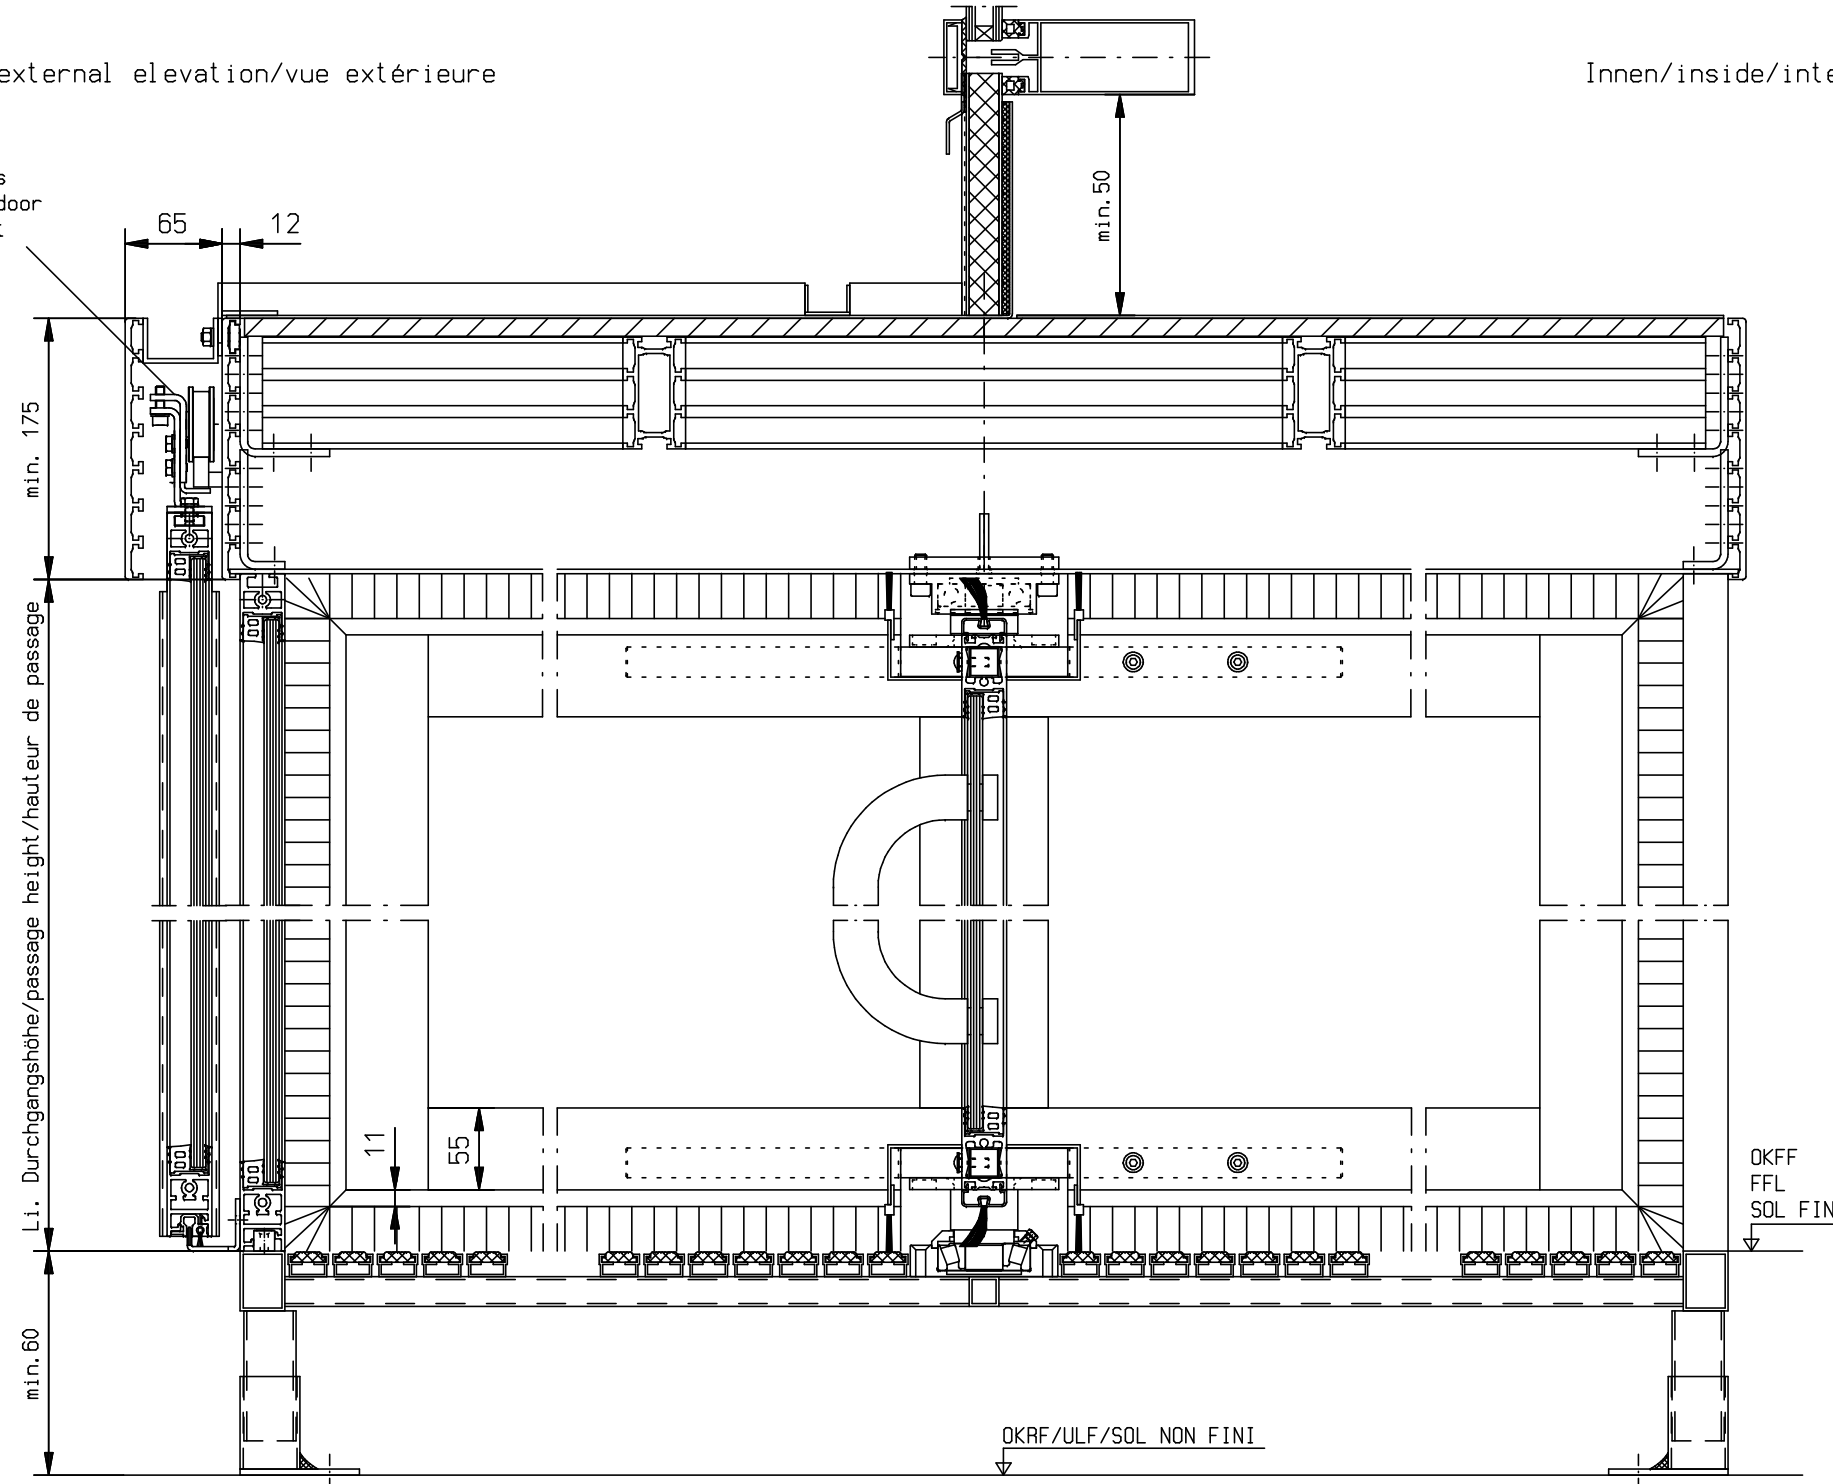 external elevation/vue extérieure
Innen/inside/inte
s
door
65
12
min.50
min. 175
Li. Durchgangshöhe/passage height/hauteur de passage
11
55
OKFF
FFL
SOL FIN
min.60
OKRF/ULF/SOL NON FINI